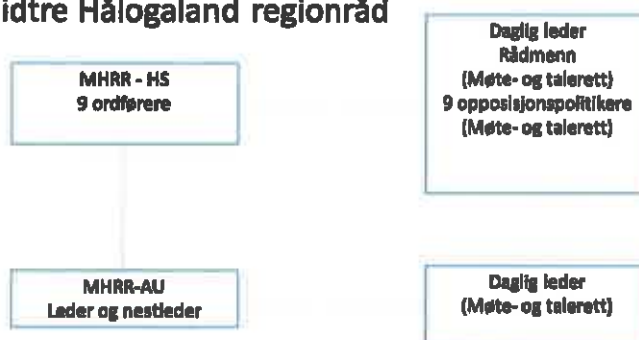 idtre Hålogaland regionråd
MHRR - HS
9 ordførere
Daglig leder
Rådmenn
(Møte- og talerett)
9 opposisjonspolitikere
(Møte- og talerett)
MHRR-AU
Leder og nestleder
Daglig leder
(Møte- og talerett)